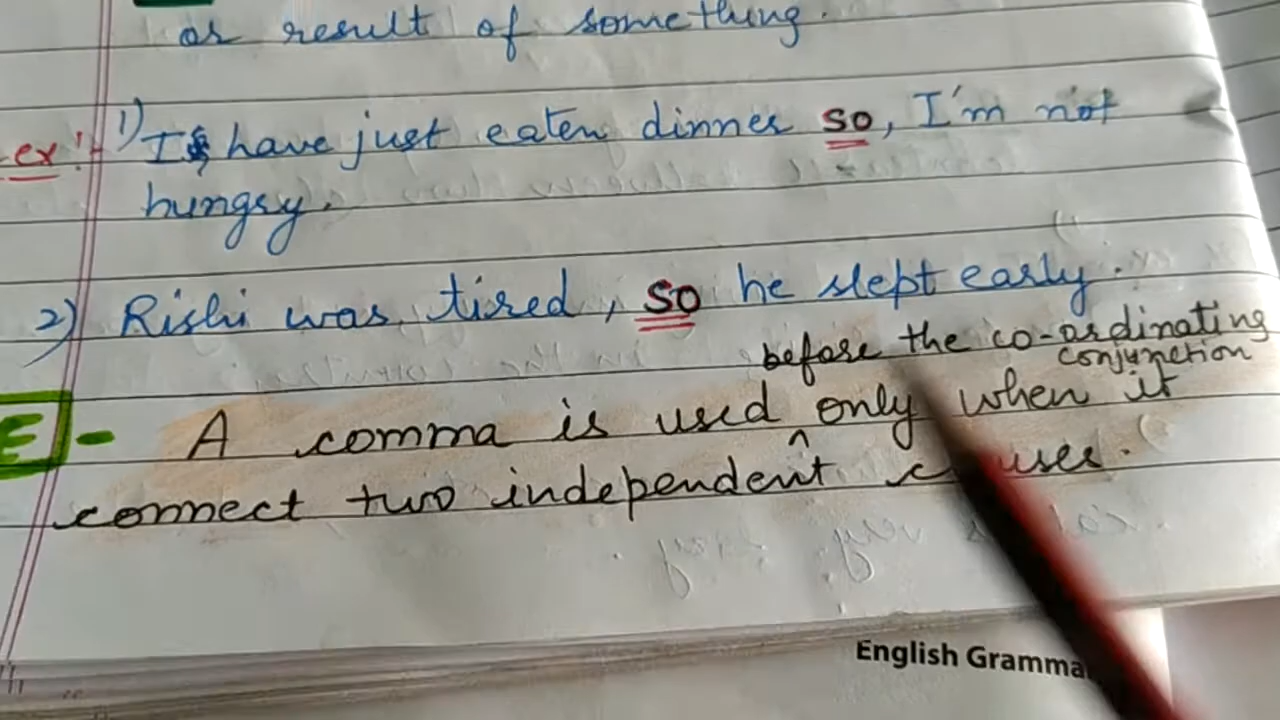 or result of something.
ex:- 1) I have just eaten dinner so, I'm not
hungry.
2) Rishi was tired, so he slept early.
before the co-ordinating
conjunction
E - A comma is used ^ only when it
connect two independent
English Gramma